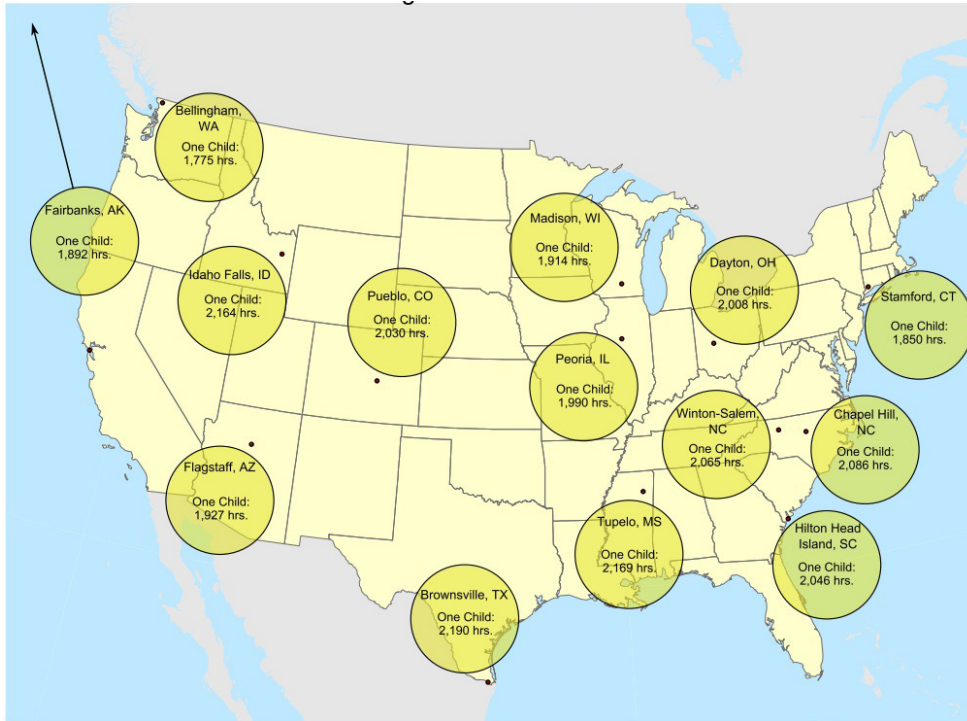 Bellingham,
WA
One Child:
1,775 hrs.
Fairbanks, AK
One Child:
1,892 hrs.
Madison, WI
One Child:
1,914 hrs.
Idaho Falls, ID
One Child:
2,164 hrs.
Pueblo, CO
One Child:
2,030 hrs.
Dayton, OH
One Child:
2,008 hrs.
Stamford, CT
One Child:
1,850 hrs.
Peoria, IL
One Child:
1,990 hrs.
Winton-Salem,
NC
One Child:
2,065 hrs.
Chapel Hill,
NC
One Child:
2,086 hrs.
Flagstaff, AZ
One Child:
1,927 hrs.
Tupelo, MS
One Child:
2,169 hrs.
Hilton Head
Island, SC
One Child:
2,046 hrs.
Brownsville, TX
One Child:
2,190 hrs.